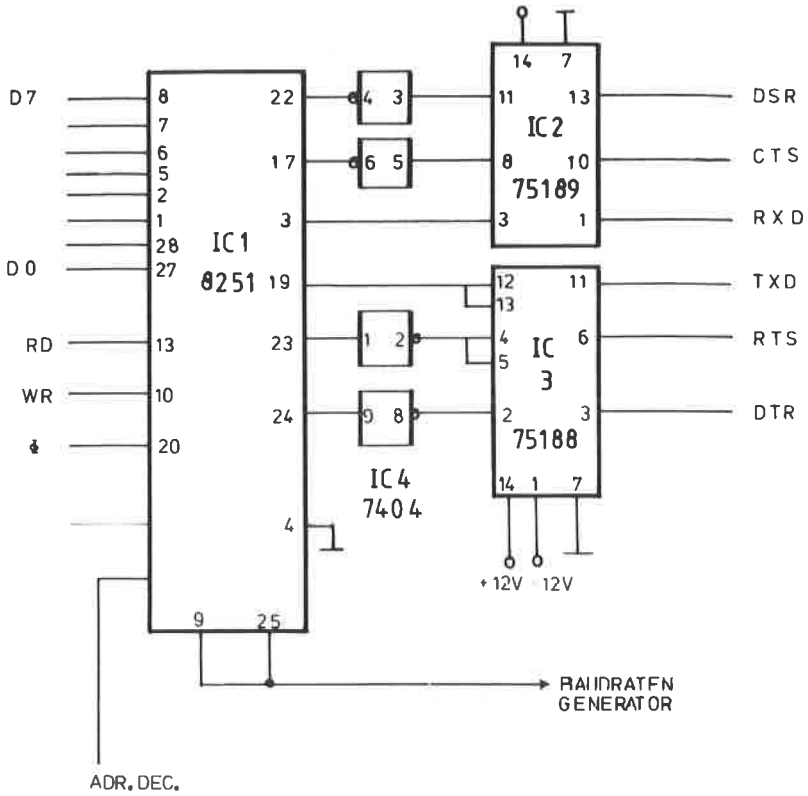 14 7
D7 8 22 4 3 11 13 DSR
7
6 IC2
5 17 6 5 8 10 CTS
2 75189
1 3 3 1 RXD
28 IC1
D0 27 8251 19 12 11 TXD
13
RD 13 23 1 2 4 6 RTS
5 IC
3
WR 10 24 9 8 2 3 DTR
Φ 20 75188
IC4
7404 14 1 7
4
+12V -12V
9 25
BAUDRATEN
GENERATOR
ADR. DEC.